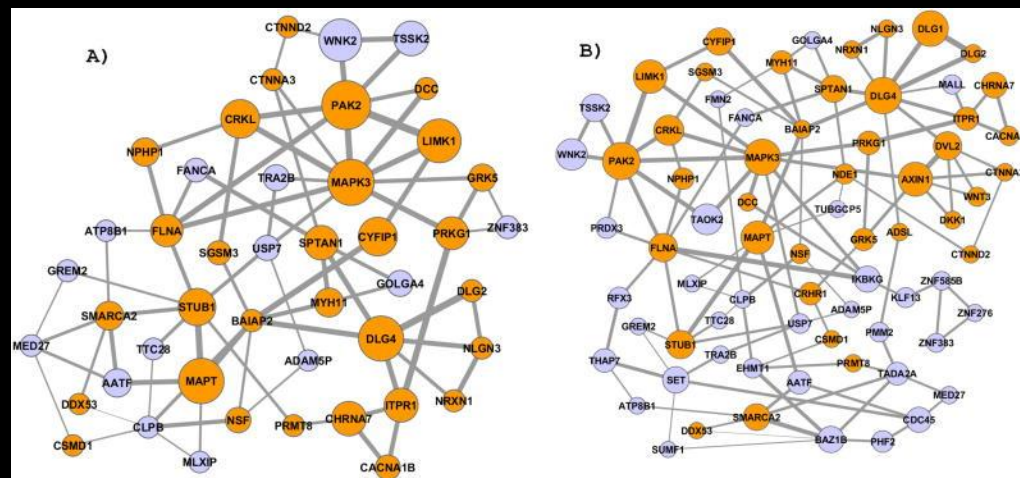 A)
CTNND2
WNK2
TSSK2
CTNNA3
PAK2
DCC
CRKL
LIMK1
NPHP1
FANCA
TRA2B
MAPK3
GRK5
ATP8B1
FLNA
ZNF383
SGSM3
USP7
SPTAN1
CYFIP1
PRKG1
GREM2
GOLGA4
SMARCA2
STUB1
MYH11
DLG2
BAIAP2
MED27
TTC28
DLG4
NLGN3
ADAM5P
AATF
MAPT
DDX53
NRXN1
CLPB
NSF
PRMT8
CHRNA7
ITPR1
CSMD1
MLXIP
CACNA1B
B)
NLGN3
DLG1
CYFIP1
GOLGA4
NRXN1
DLG2
MYH11
LIMK1
SGSM3
SPTAN1
DLG4
MALL
CHRNA7
TSSK2
FMN2
FANCA
ITPR1
CRKL
BAIAP2
CACNA
WNK2
PAK2
MAPK3
PRKG1
DVL2
NPHP1
NDE1
AXIN1
CTNNA
DCC
WNT3
TAOK2
TUBGCP5
DKK1
PRDX3
MAPT
GRK5
ADSL
FLNA
NSF
CTNND2
IKBKG
MLXIP
CLPB
CRHR1
KLF13
ZNF585B
RFX3
ADAM5P
ZNF276
GREM2
TTC28
USP7
PMM2
STUB1
CSMD1
ZNF383
THAP7
TRA2B
SET
EHMT1
PRMT8
TADA2A
AATF
MED27
ATP8B1
SMARCA2
CDC45
DDX53
BAZ1B
PHF2
SUMF1